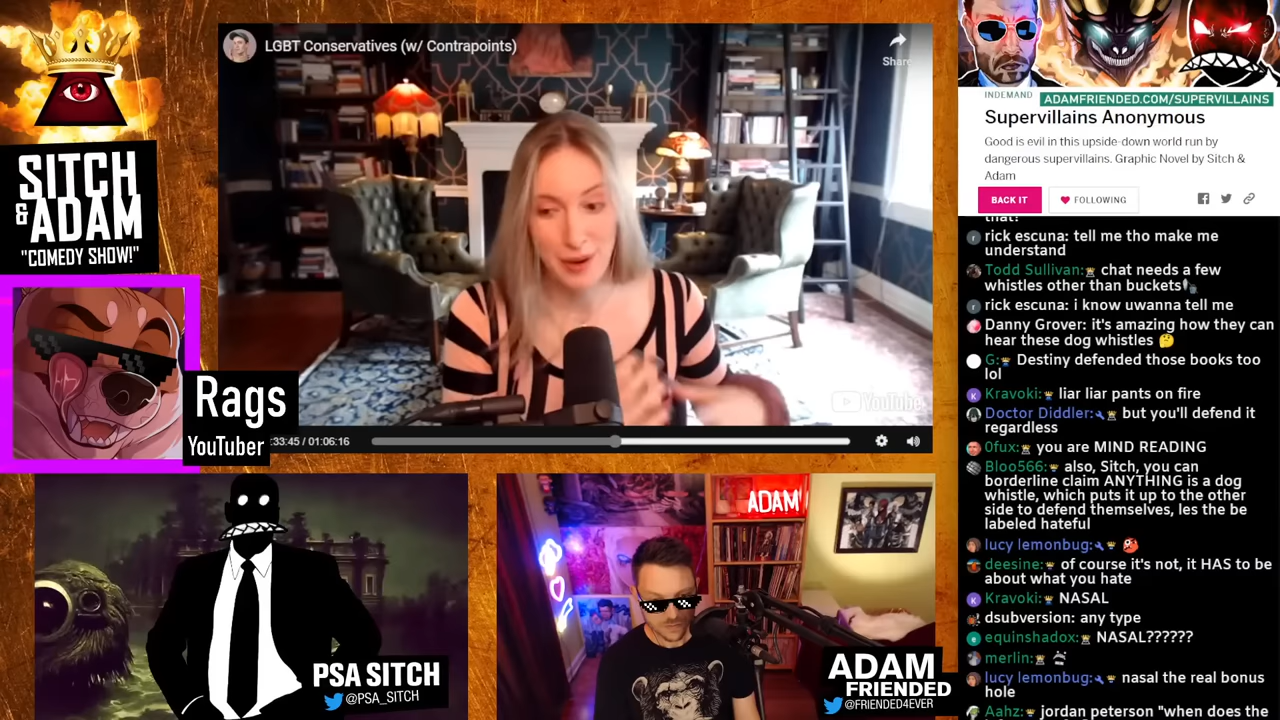 SITCH
& ADAM
"COMEDY SHOW!"
Rags
YouTuber
LGBT Conservatives (w/ Contrapoints)
Share
YouTube
:33:45 / 01:06:16
PSA SITCH
@PSA_SITCH
ADAM
ADAM
FRIENDED
@FRIENDED4EVER
INDEMAND
ADAMFRIENDED.COM/SUPERVILLAINS
Supervillains Anonymous
Good is evil in this upside-down world run by
dangerous supervillains. Graphic Novel by Sitch &
Adam
BACK IT
FOLLOWING
that!
rick escuna: tell me tho make me
understand
Todd Sullivan: chat needs a few
whistles other than buckets
rick escuna: i know uwanna tell me
Danny Grover: it's amazing how they can
hear these dog whistles 🤔
G: Destiny defended those books too
lol
Kravoki: liar liar pants on fire
Doctor Diddler: but you'll defend it
regardless
0fux: you are MIND READING
Bloo566: also, Sitch, you can
borderline claim ANYTHING is a dog
whistle, which puts it up to the other
side to defend themselves, les the be
labeled hateful
lucy lemonbug:
deesine: of course it's not, it HAS to be
about what you hate
Kravoki: NASAL
dsubversion: any type
equinshadox: NASAL??????
merlin:
lucy lemonbug: nasal the real bonus
hole
Aahz: jordan peterson "when does the